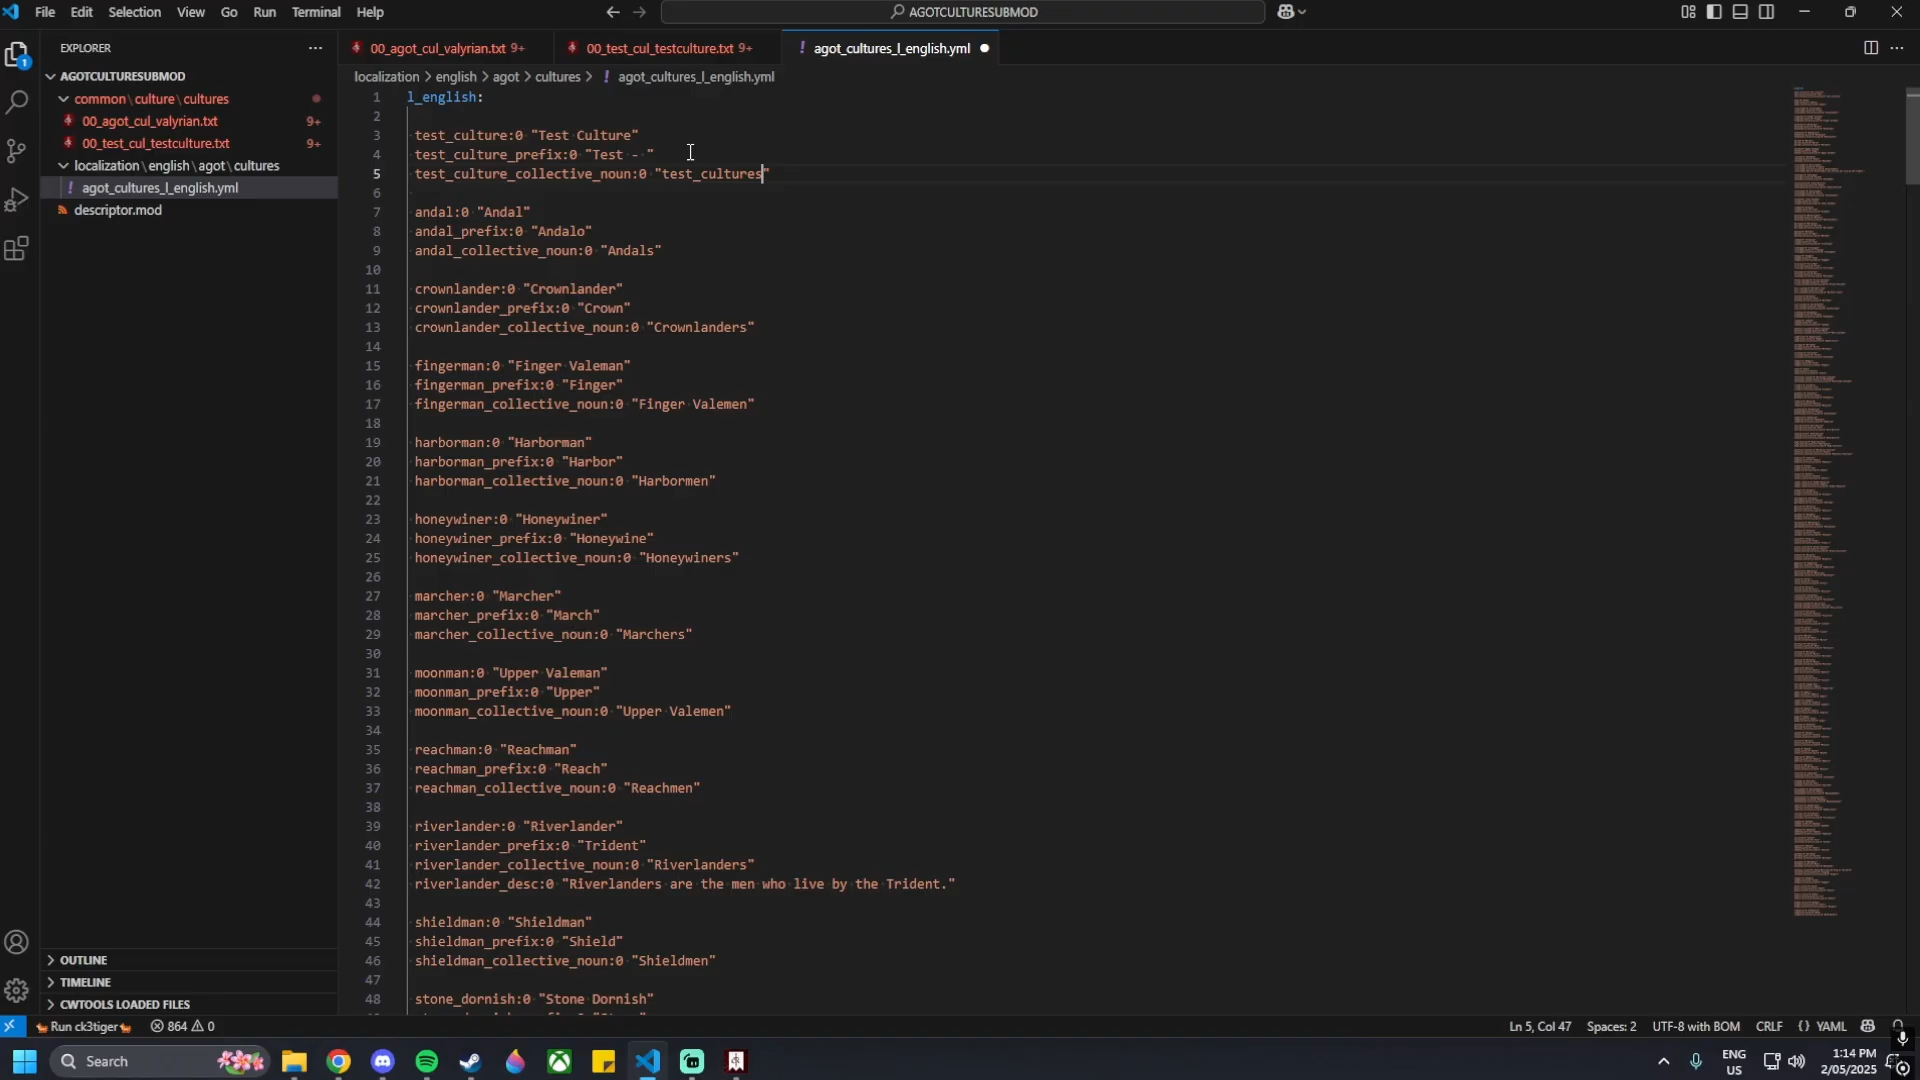 File Edit Selection View Go Run Terminal Help
AGOTCULTURESUBMOD
EXPLORER
00_agot_cul_valyrian.txt 9+
00_test_cul_testculture.txt 9+
! agot_cultures_l_english.yml
AGOTCULTURESUBMOD
localization > english > agot > cultures > ! agot_cultures_l_english.yml
common\culture\cultures
00_agot_cul_valyrian.txt 9+
00_test_cul_testculture.txt 9+
localization\english\agot\cultures
! agot_cultures_l_english.yml
descriptor.mod
1 l_english:
2
3 test_culture:0 "Test Culture"
4 test_culture_prefix:0 "Test - "
5 test_culture_collective_noun:0 "test_cultures"
6
7 andal:0 "Andal"
8 andal_prefix:0 "Andalo"
9 andal_collective_noun:0 "Andals"
10
11 crownlander:0 "Crownlander"
12 crownlander_prefix:0 "Crown"
13 crownlander_collective_noun:0 "Crownlanders"
14
15 fingerman:0 "Finger Valeman"
16 fingerman_prefix:0 "Finger"
17 fingerman_collective_noun:0 "Finger Valemen"
18
19 harborman:0 "Harborman"
20 harborman_prefix:0 "Harbor"
21 harborman_collective_noun:0 "Harbormen"
22
23 honeywiner:0 "Honeywiner"
24 honeywiner_prefix:0 "Honeywine"
25 honeywiner_collective_noun:0 "Honeywiners"
26
27 marcher:0 "Marcher"
28 marcher_prefix:0 "March"
29 marcher_collective_noun:0 "Marchers"
30
31 moonman:0 "Upper Valeman"
32 moonman_prefix:0 "Upper"
33 moonman_collective_noun:0 "Upper Valemen"
34
35 reachman:0 "Reachman"
36 reachman_prefix:0 "Reach"
37 reachman_collective_noun:0 "Reachmen"
38
39 riverlander:0 "Riverlander"
40 riverlander_prefix:0 "Trident"
41 riverlander_collective_noun:0 "Riverlanders"
42 riverlander_desc:0 "Riverlanders are the men who live by the Trident."
43
44 shieldman:0 "Shieldman"
45 shieldman_prefix:0 "Shield"
46 shieldman_collective_noun:0 "Shieldmen"
47
48 stone_dornish:0 "Stone Dornish"
OUTLINE
TIMELINE
CWTOOLS LOADED FILES
Run ck3tiger 864 0
Ln 5, Col 47 Spaces: 2 UTF-8 with BOM CRLF {} YAML
Search
ENG
US
1:14 PM
2/05/2025